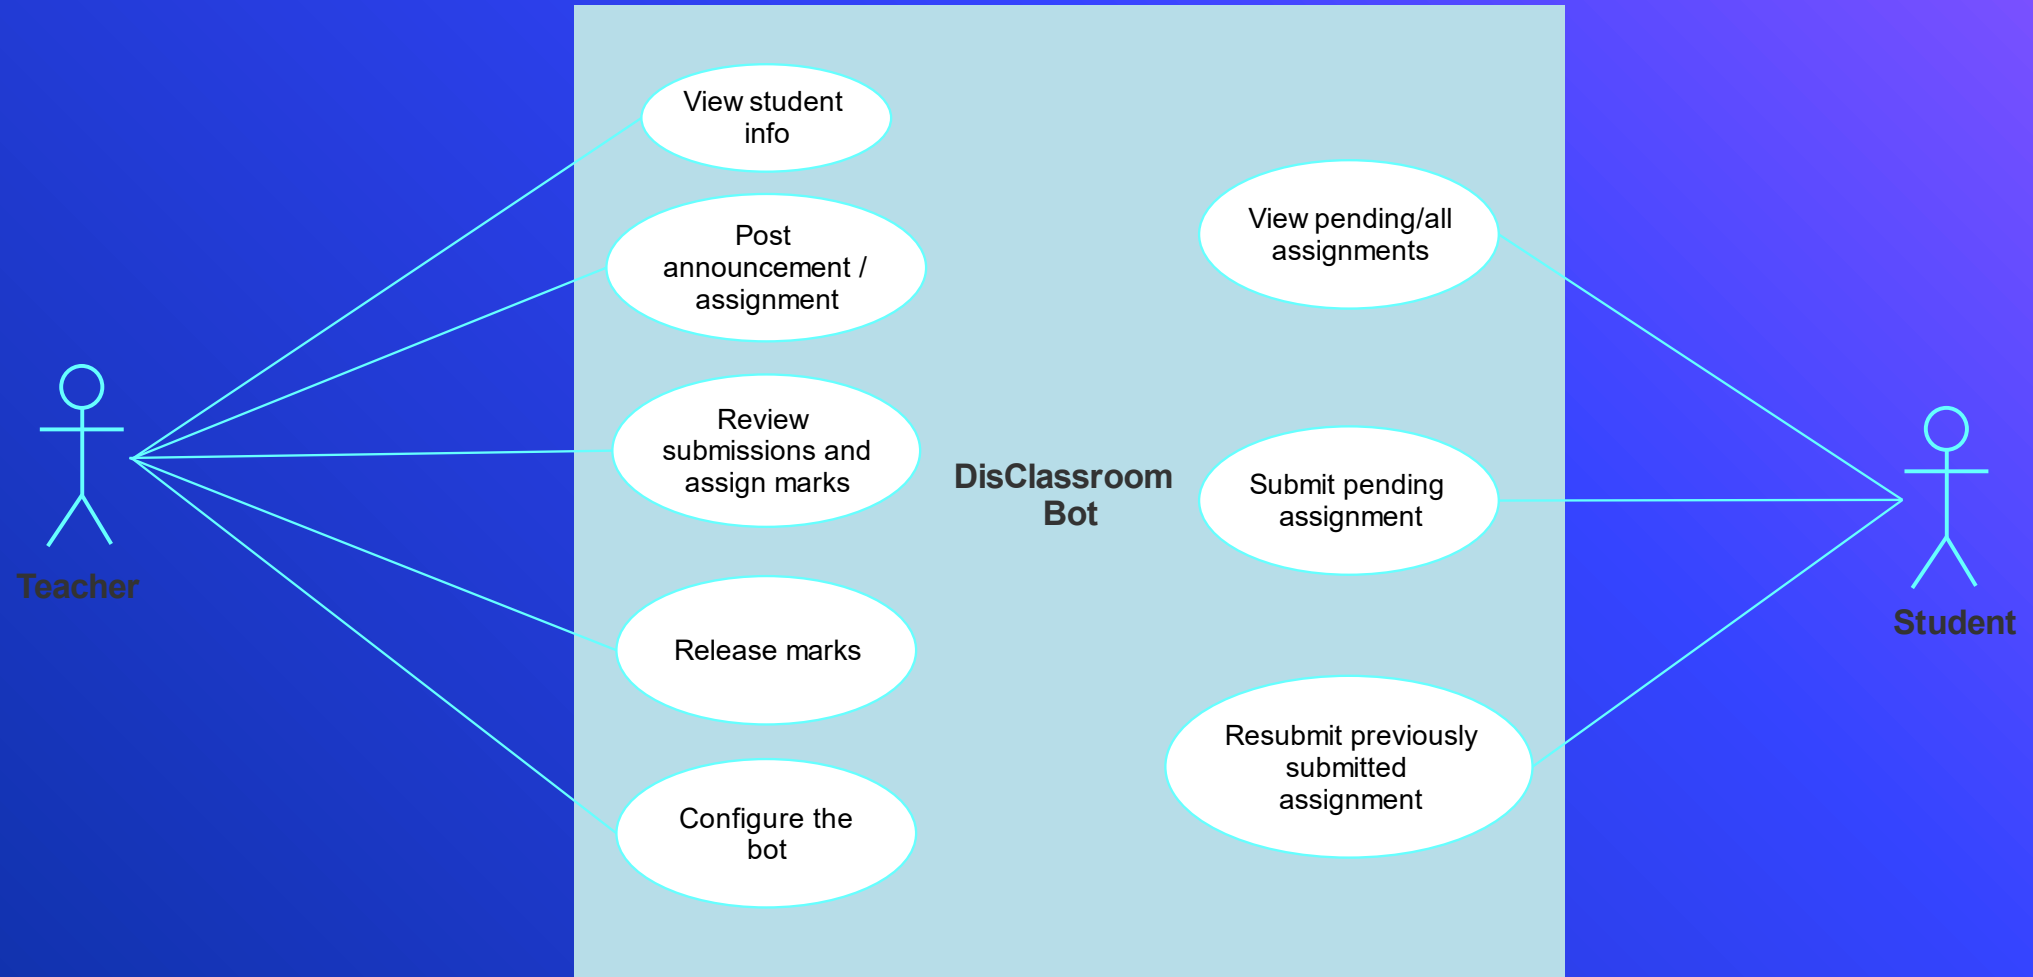 View student
info
Post
announcement /
assignment
Review
submissions and
assign marks
Release marks
Configure the
bot
Teacher
DisClassroom
Bot
View pending/all
assignments
Submit pending
assignment
Resubmit previously
submitted
assignment
Student